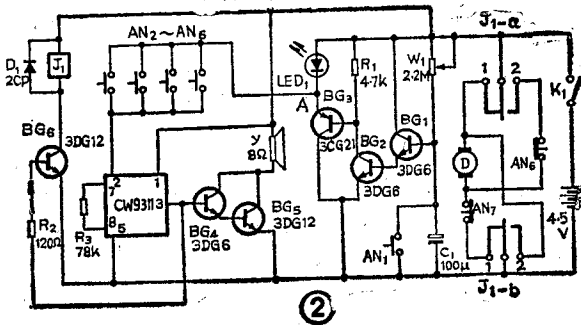 D₁
2CP
J₁
AN₂～AN₆
LED₁
A
R₁
4·7k
W₁
2·2M
J₁-a
1
2
K₁
BG₆
3DG12
BG₃
3CG21
BG₂
3DG6
BG₁
3DG6
Y
8Ω
D
AN₆
7
2
1
CW9311
3
8
5
R₂
120Ω
R₃
78k
BG₄
3DG6
BG₅
3DG12
AN₁
C₁
100μ
AN₇
4·5
V
1
2
J₁-b
②